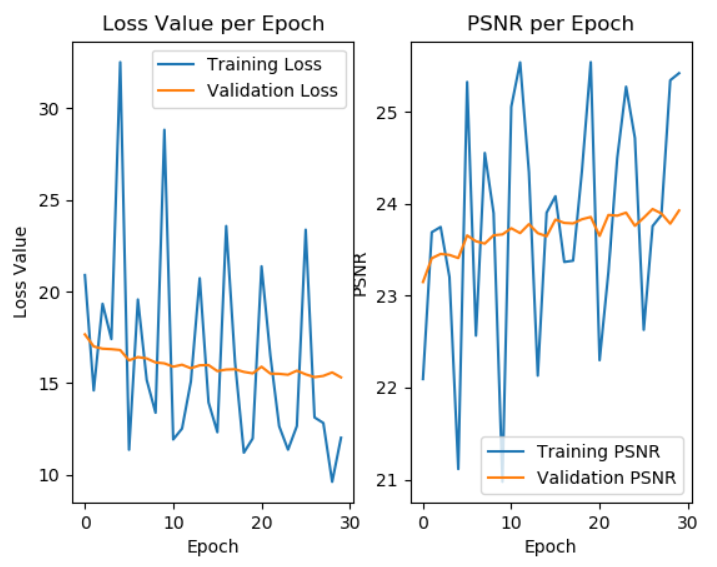 Loss Value per Epoch
Training Loss
Validation Loss
30
25
20
15
10
Loss Value
0
10
20
30
Epoch
PSNR per Epoch
25
24
23
22
21
PSNR
Training PSNR
Validation PSNR
0
10
20
30
Epoch